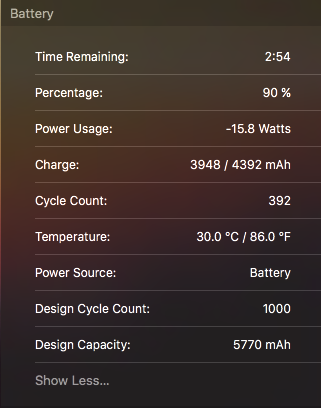 Battery
Time Remaining: 2:54
Percentage: 90 %
Power Usage: -15.8 Watts
Charge: 3948 / 4392 mAh
Cycle Count: 392
Temperature: 30.0 °C / 86.0 °F
Power Source: Battery
Design Cycle Count: 1000
Design Capacity: 5770 mAh
Show Less...